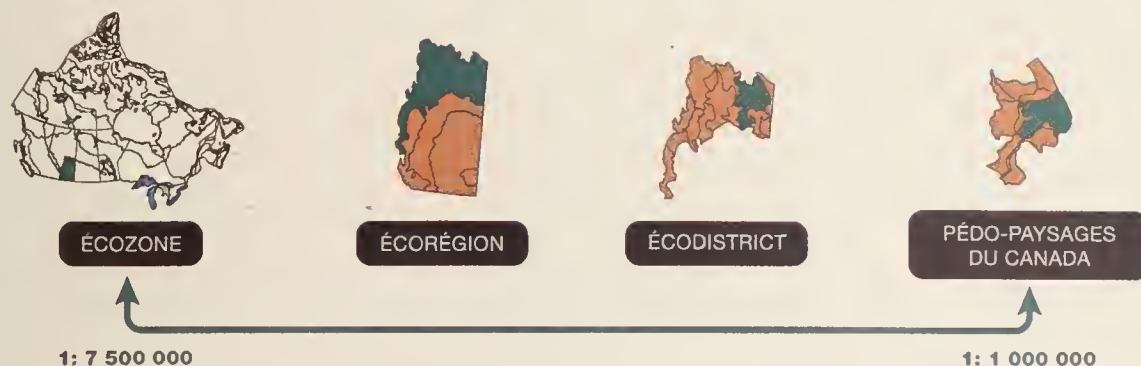 ÉCOZONE
ÉCORÉGION
ÉCODISTRICT
PÉDO-PAYSAGES
DU CANADA
1: 7 500 000
1: 1 000 000